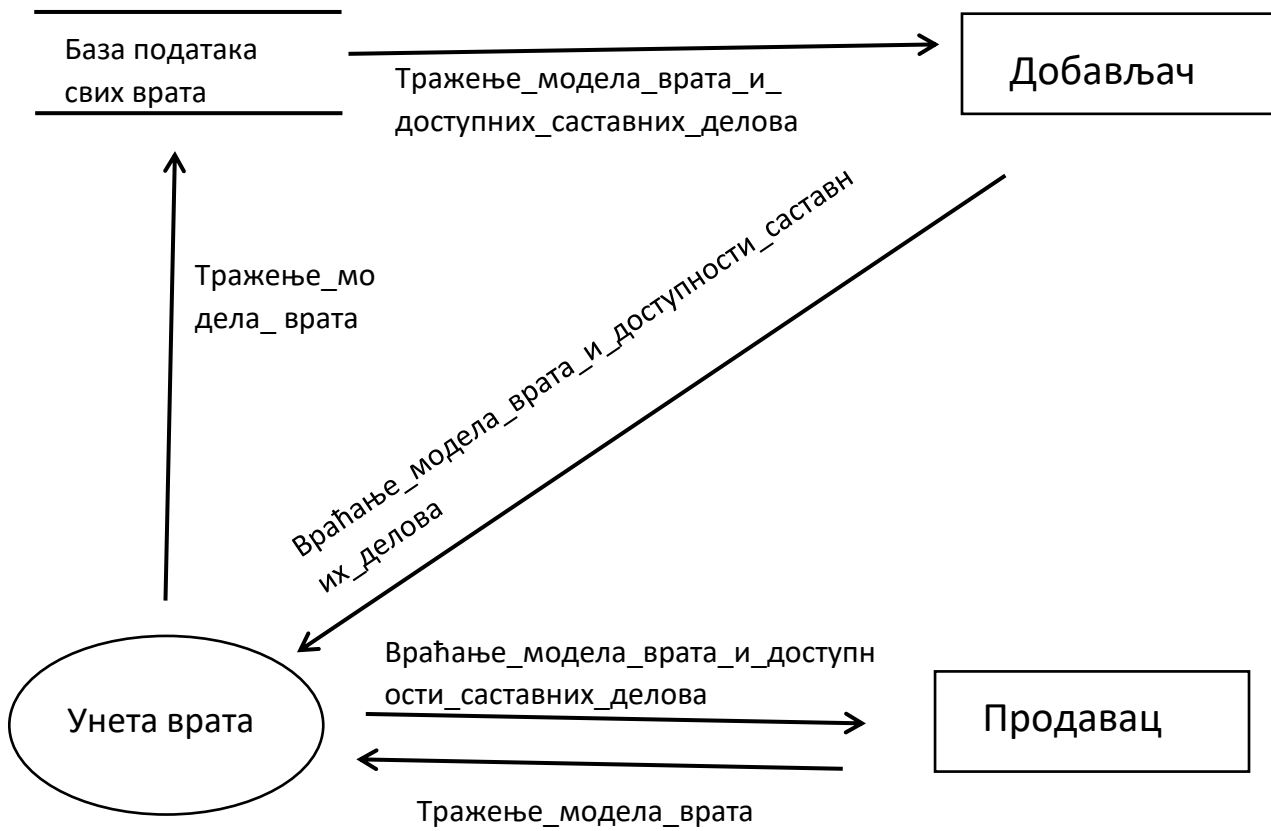 База података
свих врата
Тражење_модела_врата_и_
доступних_саставних_делова
Добављач
Тражење_мо
дела_ врата
Враћање_модела_врата_и_доступности_саставн
их_делова
Унета врата
Враћање_модела_врата_и_доступн
ости_саставних_делова
Продавац
Тражење_модела_врата